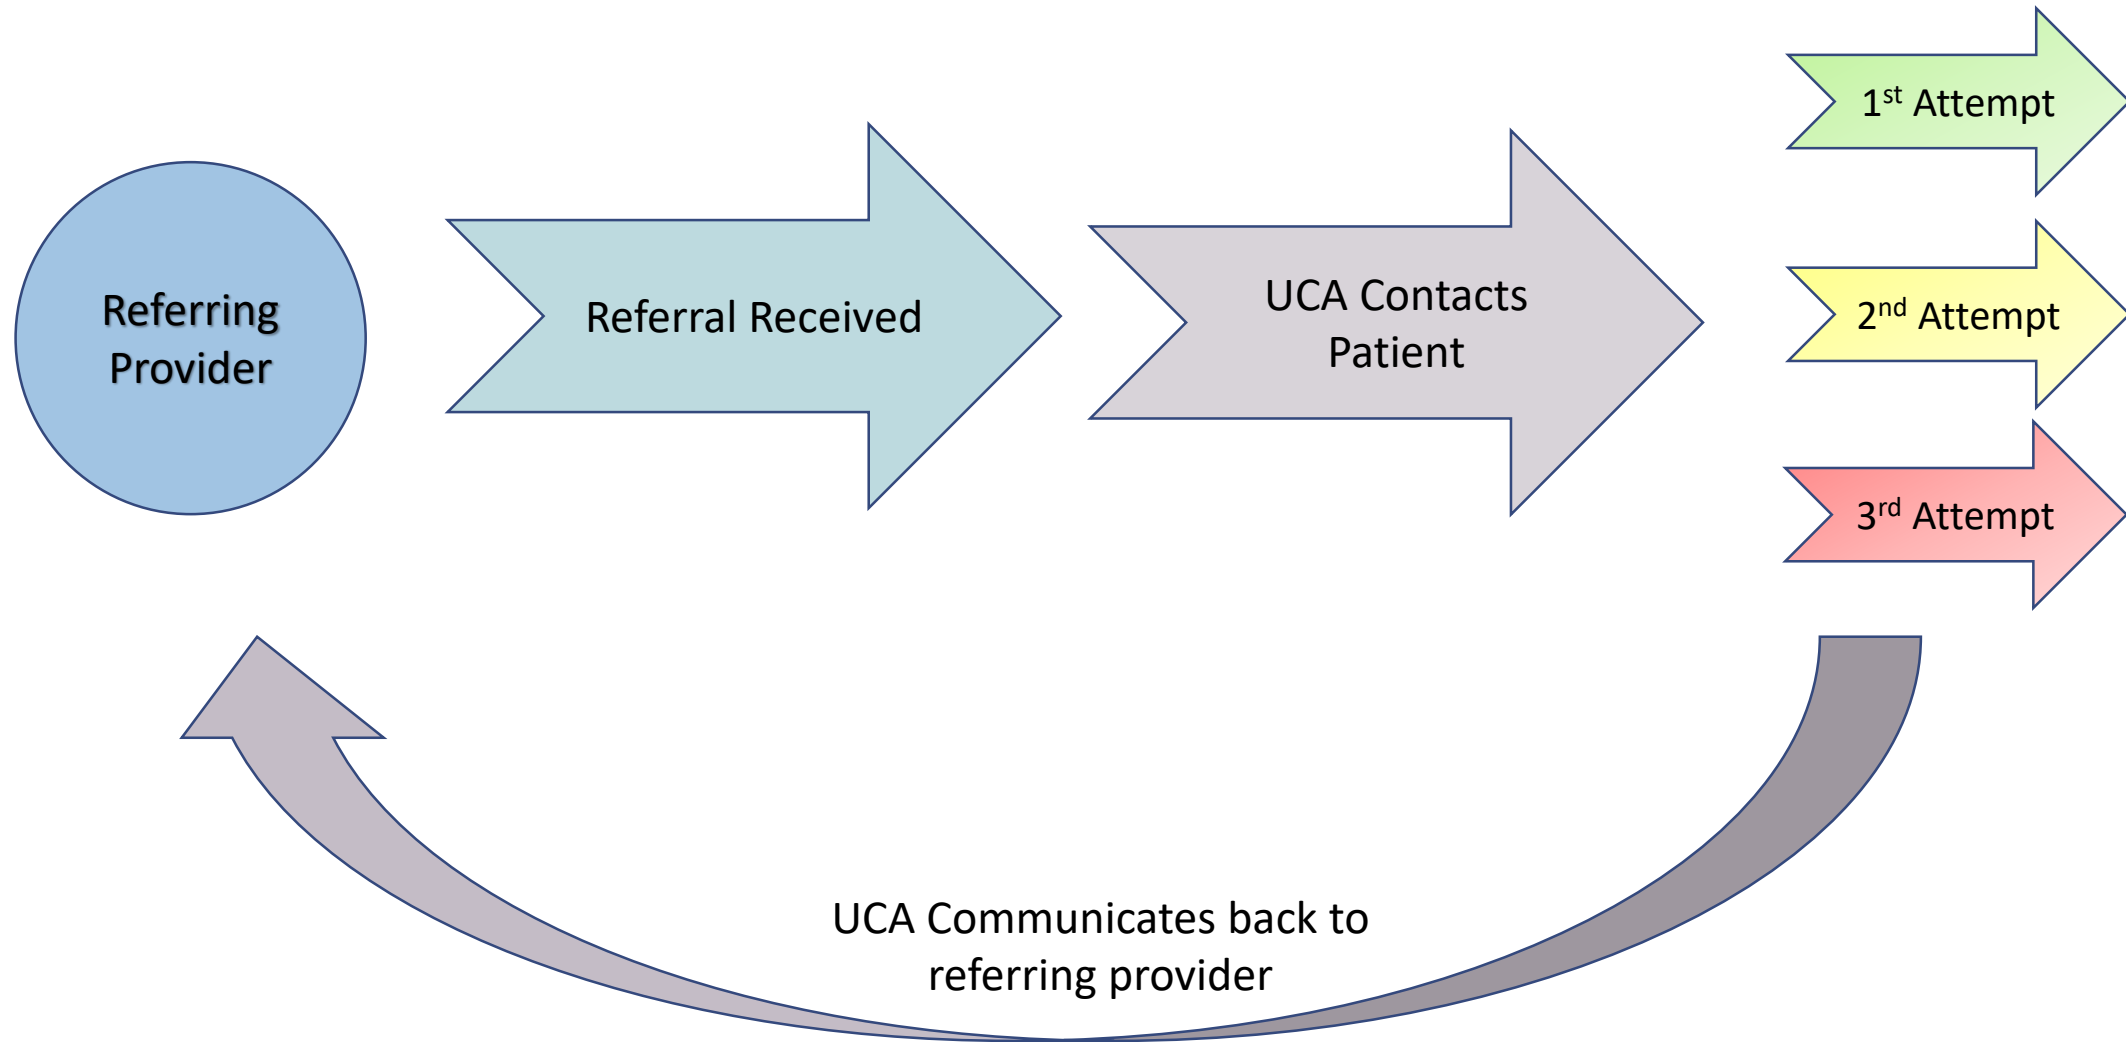 Referring
Provider
Referral Received
UCA Contacts
Patient
1st Attempt
2nd Attempt
3rd Attempt
UCA Communicates back to
referring provider